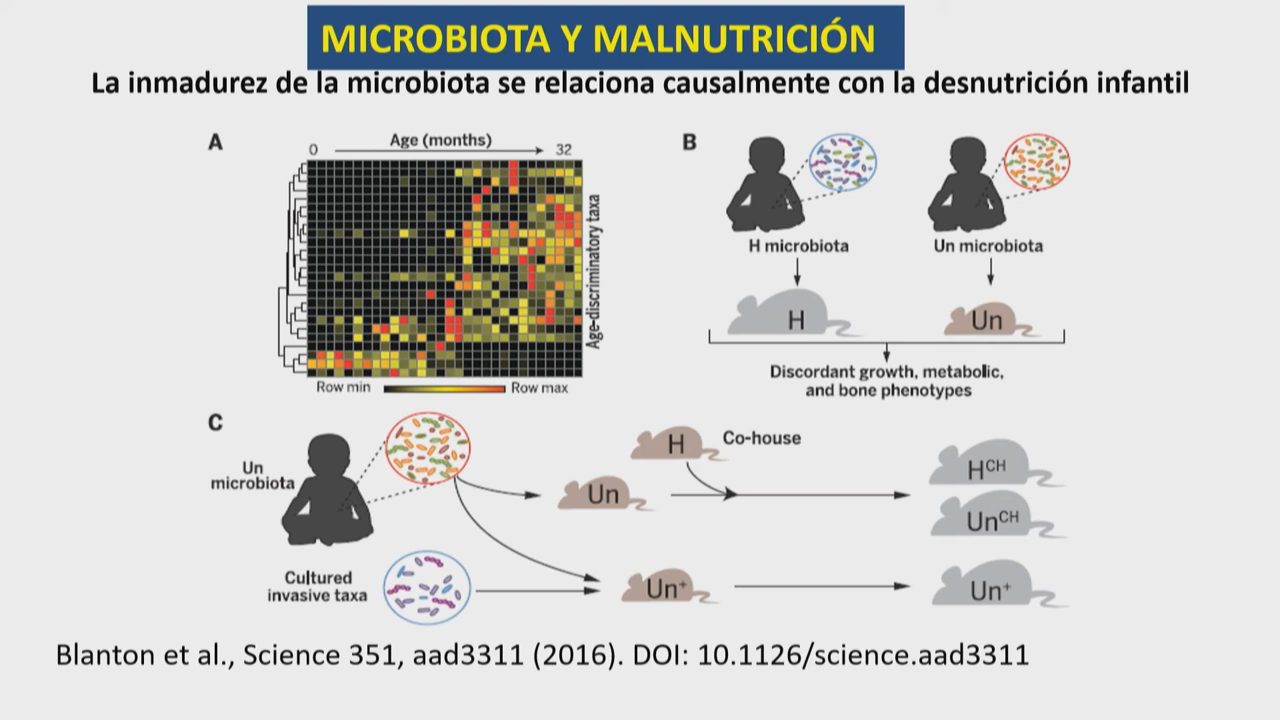 MICROBIOTA Y MALNUTRICIÓN
La inmadurez de la microbiota se relaciona causalmente con la desnutrición infantil
A
Age (months)
0
32
Age-discriminatory taxa
Row min
Row max
B
H microbiota
Un microbiota
H
Un
Discordant growth, metabolic,
and bone phenotypes
C
Un
microbiota
H
Co-house
Un
HCH
UnCH
Cultured
invasive taxa
Un+
Un+
Blanton et al., Science 351, aad3311 (2016). DOI: 10.1126/science.aad3311